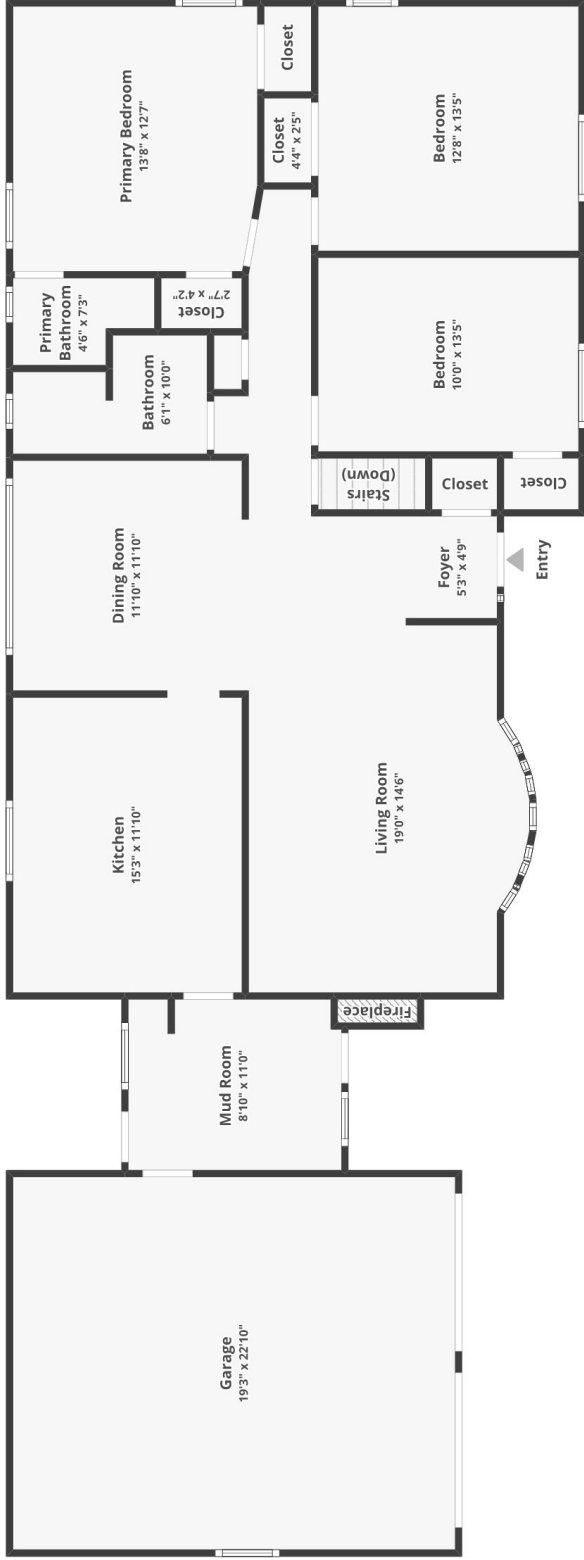 Closet
Primary Bedroom
13'8" x 12'7"
Closet
4'4" x 2'5"
Bedroom
12'8" x 13'5"
Closet
2'7" x 4'2"
Primary
Bathroom
4'6" x 7'3"
Bathroom
6'1" x 10'0"
Bedroom
10'0" x 13'5"
Stairs
(Down)
Closet
Closet
Dining Room
11'10" x 11'10"
Foyer
5'3" x 4'9"
Entry
Kitchen
15'3" x 11'10"
Living Room
19'0" x 14'6"
Fireplace
Mud Room
8'10" x 11'0"
Garage
19'3" x 22'10"